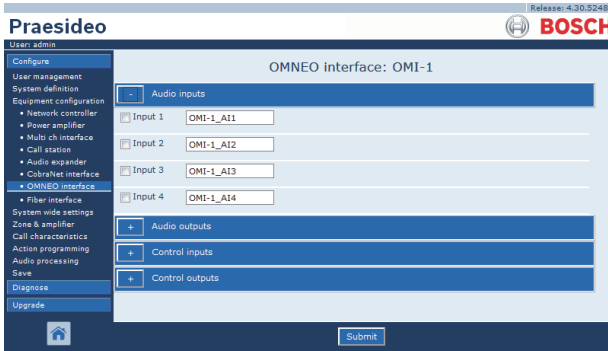 Release: 4.30.5248
Praesideo
BOSCH
User: admin
Configure
User management
System definition
Equipment configuration
• Network controller
• Power amplifier
• Multi ch interface
• Call station
• Audio expander
• CobraNet interface
• OMNEO interface
• Fiber interface
System wide settings
Zone & amplifier
Call characteristics
Action programming
Audio processing
Save
Diagnose
Upgrade
OMNEO interface: OMI-1
- Audio inputs
Input 1 OMI-1_AI1
Input 2 OMI-1_AI2
Input 3 OMI-1_AI3
Input 4 OMI-1_AI4
+ Audio outputs
+ Control inputs
+ Control outputs
Submit